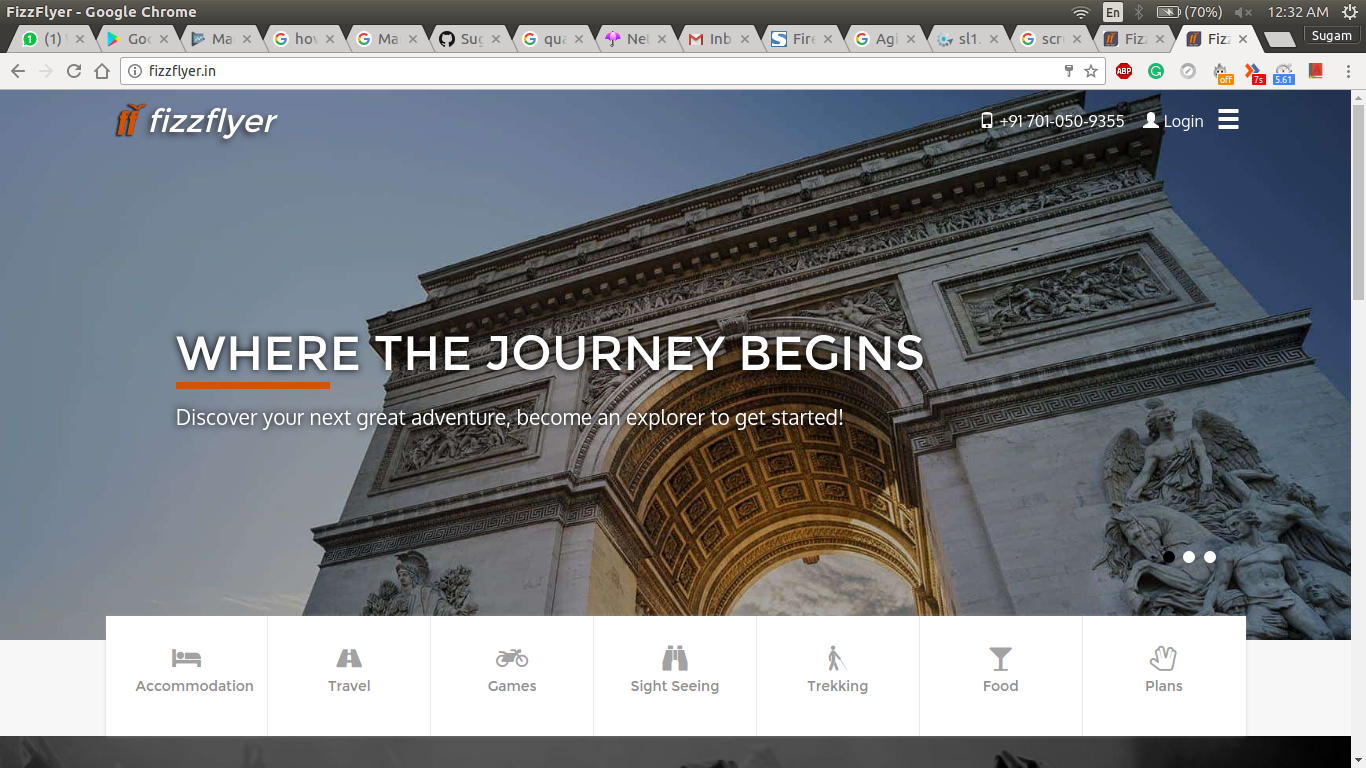 FizzFlyer - Google Chrome
En (70%) 12:32 AM
(1) Goo Ma ho Ma Sug qua Ne Inb Fire Agi sl1. scr Fizz Fizz Sugam
fizzflyer.in
ABP off 7s 5.61
fizzflyer
+91 701-050-9355 Login
WHERE THE JOURNEY BEGINS
Discover your next great adventure, become an explorer to get started!
Accommodation Travel Games Sight Seeing Trekking Food Plans